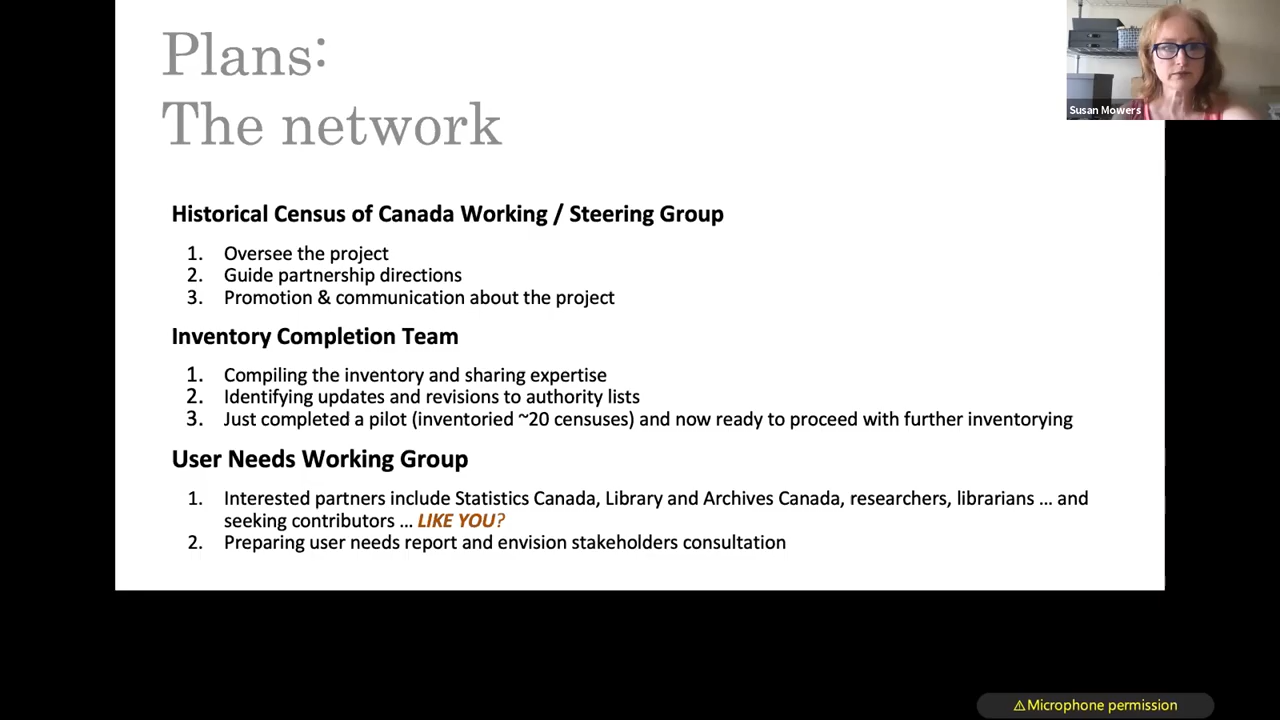 Plans:
The network
Susan Mowers
Historical Census of Canada Working / Steering Group
1. Oversee the project
2. Guide partnership directions
3. Promotion & communication about the project
Inventory Completion Team
1. Compiling the inventory and sharing expertise
2. Identifying updates and revisions to authority lists
3. Just completed a pilot (inventoried ~20 censuses) and now ready to proceed with further inventorying
User Needs Working Group
1. Interested partners include Statistics Canada, Library and Archives Canada, researchers, librarians ... and
seeking contributors ... LIKE YOU?
2. Preparing user needs report and envision stakeholders consultation
⚠Microphone permission